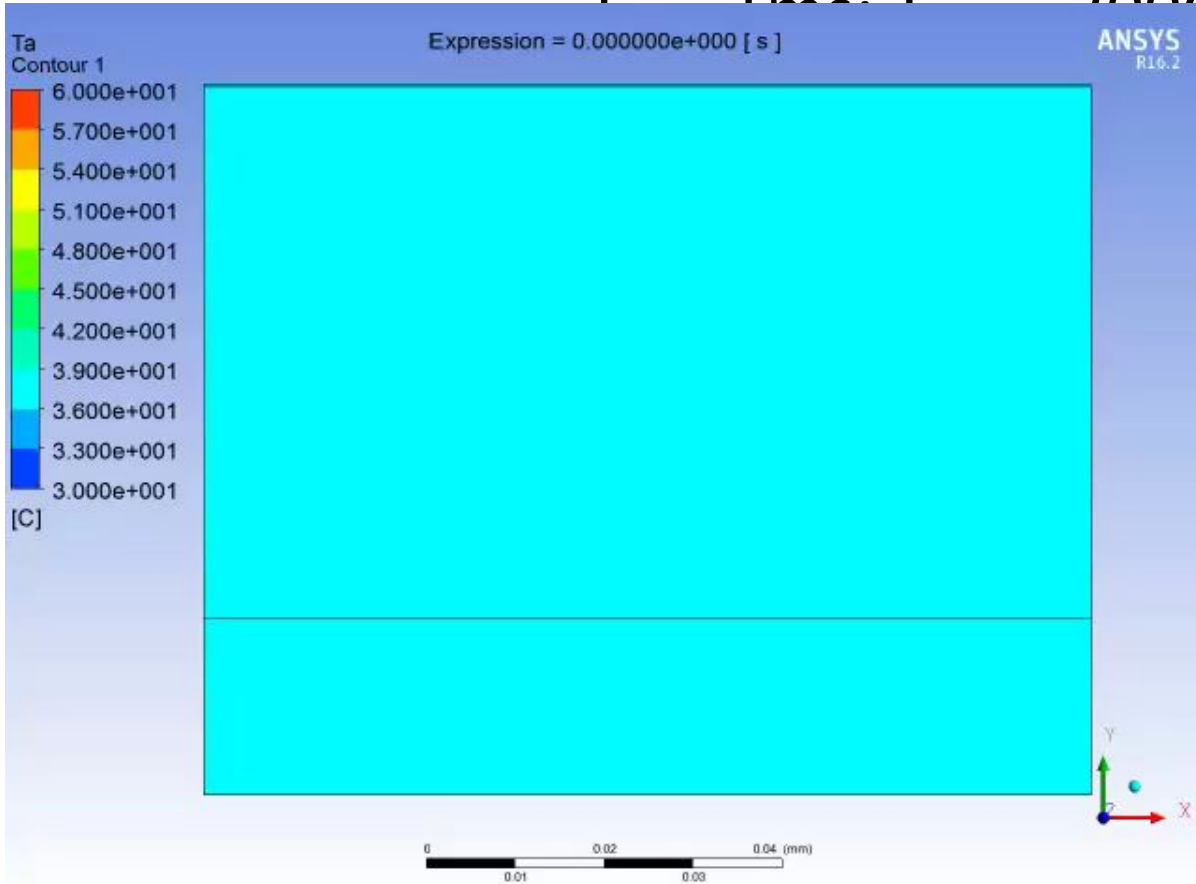 Ta
Contour 1
Expression = 0.000000e+000 [ s ]
ANSYS
R16.2
6.000e+001
5.700e+001
5.400e+001
5.100e+001
4.800e+001
4.500e+001
4.200e+001
3.900e+001
3.600e+001
3.300e+001
3.000e+001
[C]
Y
Z
X
0
0.02
0.04 (mm)
0.01
0.03